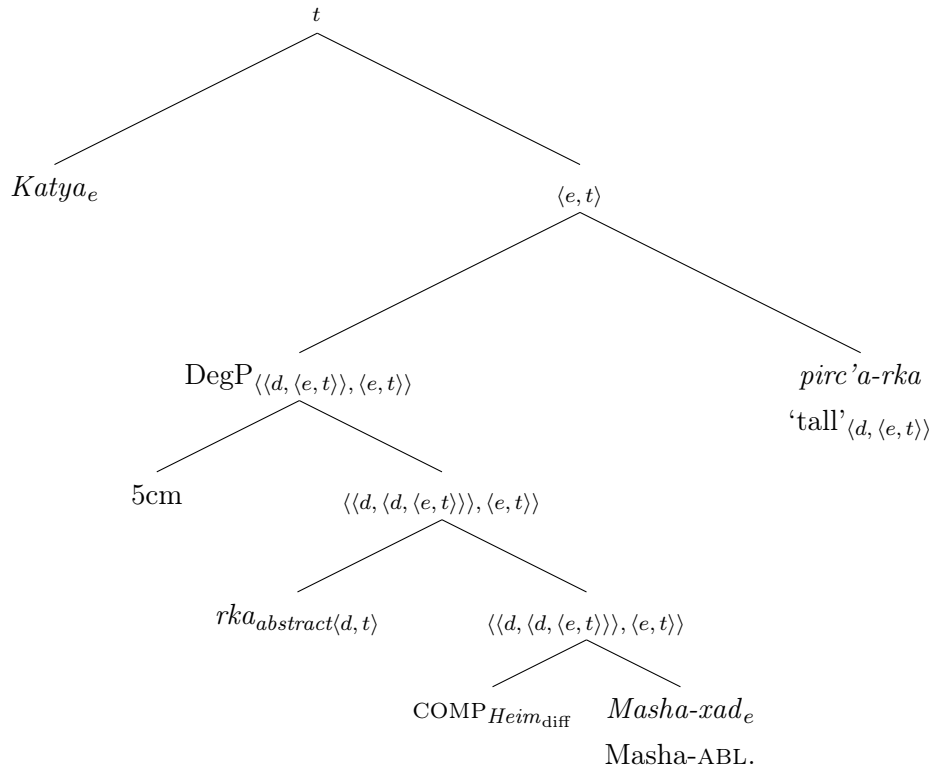 t
Katya_e
⟨e, t⟩
DegP_⟨⟨d, ⟨e, t⟩⟩, ⟨e, t⟩⟩
pirc'a-rka
‘tall’_⟨d, ⟨e, t⟩⟩
5cm
⟨⟨d, ⟨d, ⟨e, t⟩⟩⟩, ⟨e, t⟩⟩
rka_abstract⟨d, t⟩
⟨⟨d, ⟨d, ⟨e, t⟩⟩⟩, ⟨e, t⟩⟩
COMP_Heim_diff
Masha-xad_e
Masha-ABL.